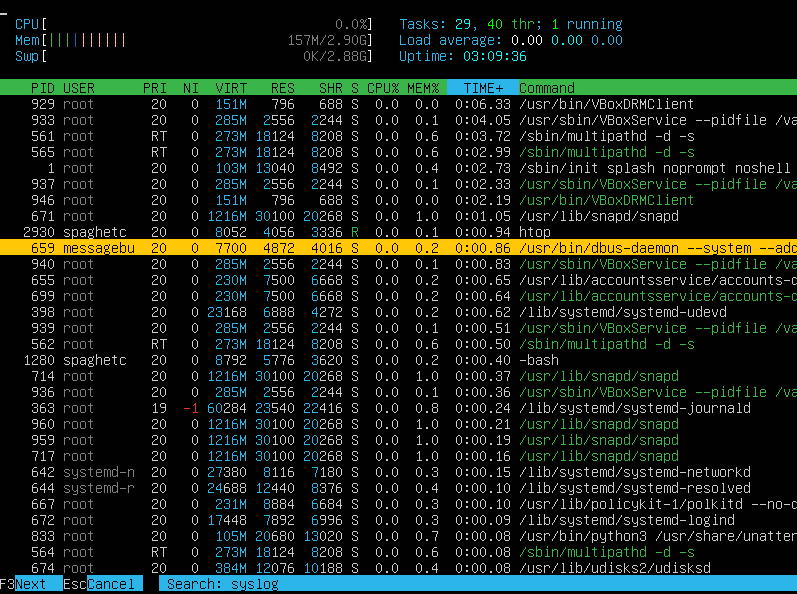 CPU[ 0.0%] Tasks: 29, 40 thr; 1 running
Mem[|||||||||| 157M/2.90G] Load average: 0.00 0.00 0.00
Swp[ 0K/2.88G] Uptime: 03:09:36
PID USER PRI NI VIRT RES SHR S CPU% MEM% TIME+ Command
929 root 20 0 151M 796 688 S 0.0 0.0 0:06.33 /usr/bin/VBoxDRMClient
933 root 20 0 285M 2556 2244 S 0.0 0.1 0:04.05 /usr/sbin/VBoxService --pidfile /va
561 root RT 0 273M 18124 8208 S 0.0 0.6 0:03.72 /sbin/multipathd -d -s
565 root RT 0 273M 18124 8208 S 0.0 0.6 0:02.99 /sbin/multipathd -d -s
1 root 20 0 103M 13040 8492 S 0.0 0.4 0:02.73 /sbin/init splash noprompt noshell
937 root 20 0 285M 2556 2244 S 0.0 0.1 0:02.33 /usr/sbin/VBoxService --pidfile /va
946 root 20 0 151M 796 688 S 0.0 0.0 0:02.19 /usr/bin/VBoxDRMClient
671 root 20 0 1216M 30100 20268 S 0.0 1.0 0:01.05 /usr/lib/snapd/snapd
2930 spaghetc 20 0 8052 4056 3336 R 0.0 0.1 0:00.94 htop
659 messagebu 20 0 7700 4872 4016 S 0.0 0.2 0:00.86 /usr/bin/dbus-daemon --system --add
940 root 20 0 285M 2556 2244 S 0.0 0.1 0:00.83 /usr/sbin/VBoxService --pidfile /va
655 root 20 0 230M 7500 6668 S 0.0 0.2 0:00.65 /usr/lib/accountsservice/accounts-d
699 root 20 0 230M 7500 6668 S 0.0 0.2 0:00.64 /usr/lib/accountsservice/accounts-d
398 root 20 0 23168 6888 4272 S 0.0 0.2 0:00.62 /lib/systemd/systemd-udevd
939 root 20 0 285M 2556 2244 S 0.0 0.1 0:00.51 /usr/sbin/VBoxService --pidfile /va
562 root RT 0 273M 18124 8208 S 0.0 0.6 0:00.50 /sbin/multipathd -d -s
1280 spaghetc 20 0 8792 5776 3620 S 0.0 0.2 0:00.40 -bash
714 root 20 0 1216M 30100 20268 S 0.0 1.0 0:00.37 /usr/lib/snapd/snapd
936 root 20 0 285M 2556 2244 S 0.0 0.1 0:00.36 /usr/sbin/VBoxService --pidfile /va
363 root 19 -1 60284 23540 22416 S 0.0 0.8 0:00.24 /lib/systemd/systemd-journald
960 root 20 0 1216M 30100 20268 S 0.0 1.0 0:00.21 /usr/lib/snapd/snapd
959 root 20 0 1216M 30100 20268 S 0.0 1.0 0:00.19 /usr/lib/snapd/snapd
717 root 20 0 1216M 30100 20268 S 0.0 1.0 0:00.16 /usr/lib/snapd/snapd
642 systemd-n 20 0 27380 8116 7180 S 0.0 0.3 0:00.15 /lib/systemd/systemd-networkd
644 systemd-r 20 0 24688 12440 8376 S 0.0 0.4 0:00.10 /lib/systemd/systemd-resolved
667 root 20 0 231M 8884 6684 S 0.0 0.3 0:00.10 /usr/lib/policykit-1/polkitd --no-d
672 root 20 0 17448 7892 6996 S 0.0 0.3 0:00.09 /lib/systemd/systemd-logind
833 root 20 0 105M 20680 13020 S 0.0 0.7 0:00.08 /usr/bin/python3 /usr/share/unatten
564 root RT 0 273M 18124 8208 S 0.0 0.6 0:00.08 /sbin/multipathd -d -s
674 root 20 0 384M 12076 10188 S 0.0 0.4 0:00.08 /usr/lib/udisks2/udisksd
F3Next EscCancel Search: syslog